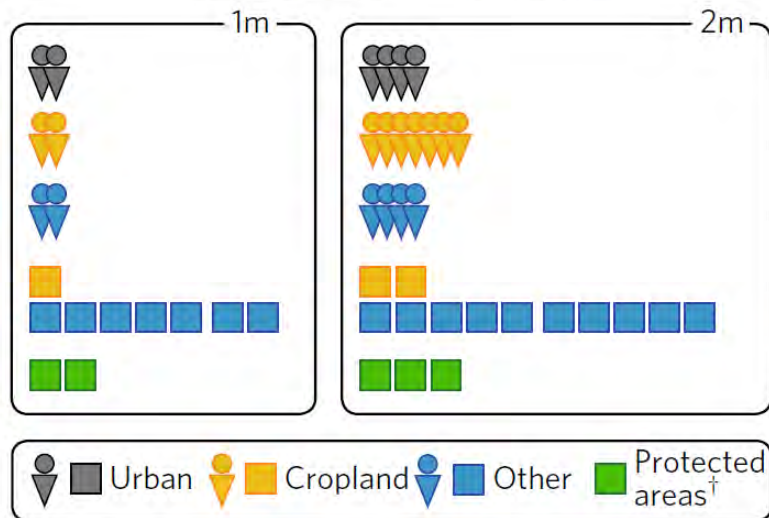 1m
2m
Urban
Cropland
Other
Protected
areas†